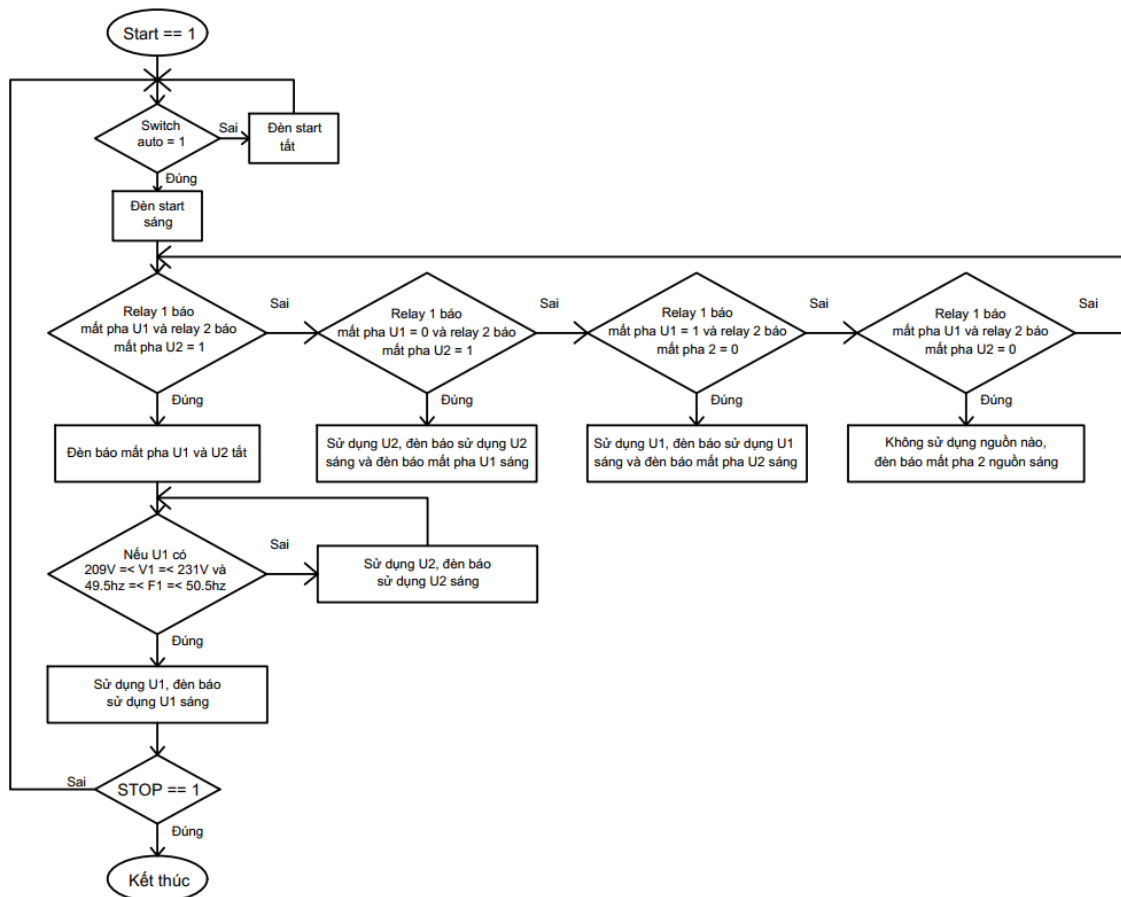 Start == 1
Switch
auto = 1
Sai
Đèn start
tắt
Đúng
Đèn start
sáng
Relay 1 báo
mất pha U1 và relay 2 báo
mất pha U2 = 1
Sai
Relay 1 báo
mất pha U1 = 0 và relay 2 báo
mất pha U2 = 1
Sai
Relay 1 báo
mất pha U1 = 1 và relay 2 báo
mất pha 2 = 0
Sai
Relay 1 báo
mất pha U1 và relay 2 báo
mất pha U2 = 0
Sai
Đúng
Đúng
Đúng
Đúng
Đèn báo mất pha U1 và U2 tắt
Sử dụng U2, đèn báo sử dụng U2
sáng và đèn báo mất pha U1 sáng
Sử dụng U1, đèn báo sử dụng U1
sáng và đèn báo mất pha U2 sáng
Không sử dụng nguồn nào,
đèn báo mất pha 2 nguồn sáng
Nếu U1 có
209V =< V1 =< 231V và
49.5hz =< F1 =< 50.5hz
Sai
Sử dụng U2, đèn báo
sử dụng U2 sáng
Đúng
Sử dụng U1, đèn báo
sử dụng U1 sáng
Sai
STOP == 1
Đúng
Kết thúc